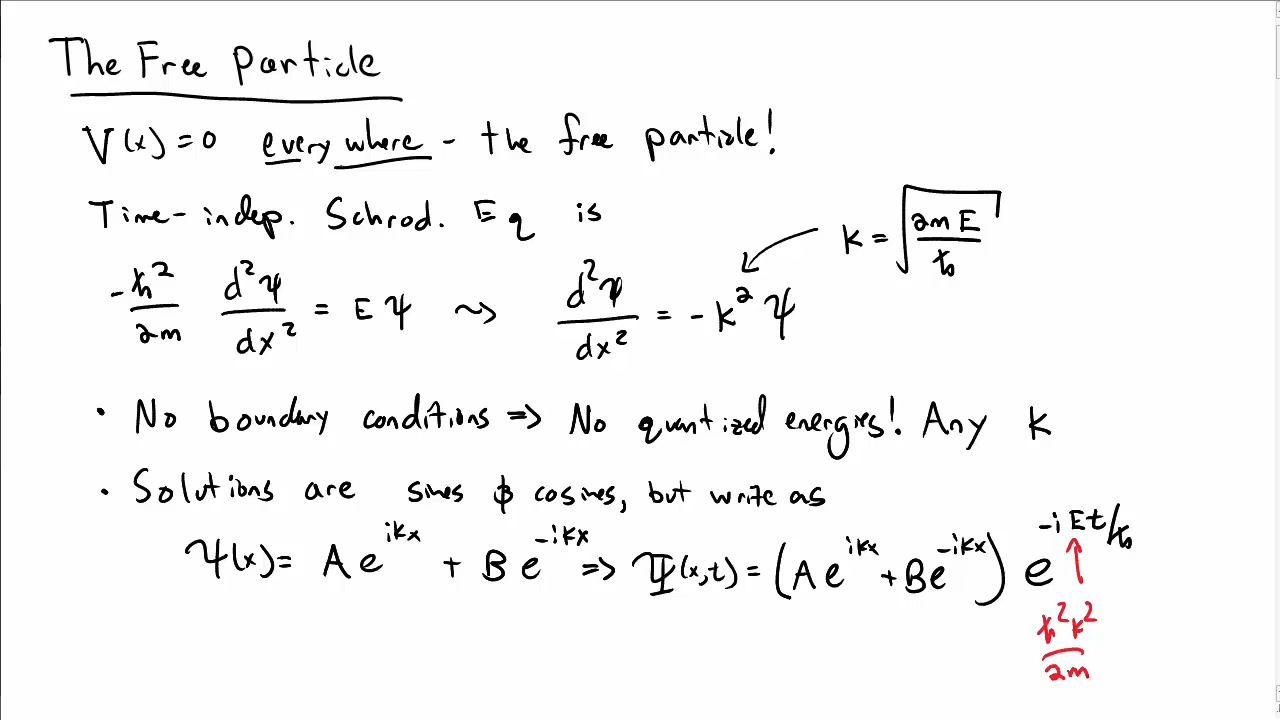 The Free Particle
V(x) = 0 everywhere - the free particle!
Time-indep. Schrod. Eq is
k = √(2mE/ħ)
-ħ²/2m d²ψ/dx² = Eψ ⇝ d²ψ/dx² = -k²ψ
• No boundary conditions ⇒ No quantized energies! Any k
• Solutions are sines & cosines, but write as
ψ(x) = Ae^{ikx} + Be^{-ikx} ⇒ Ψ(x,t) = (Ae^{ikx} + Be^{-ikx}) e^{-iEt/ħ}
↑
ħ²k²/2m